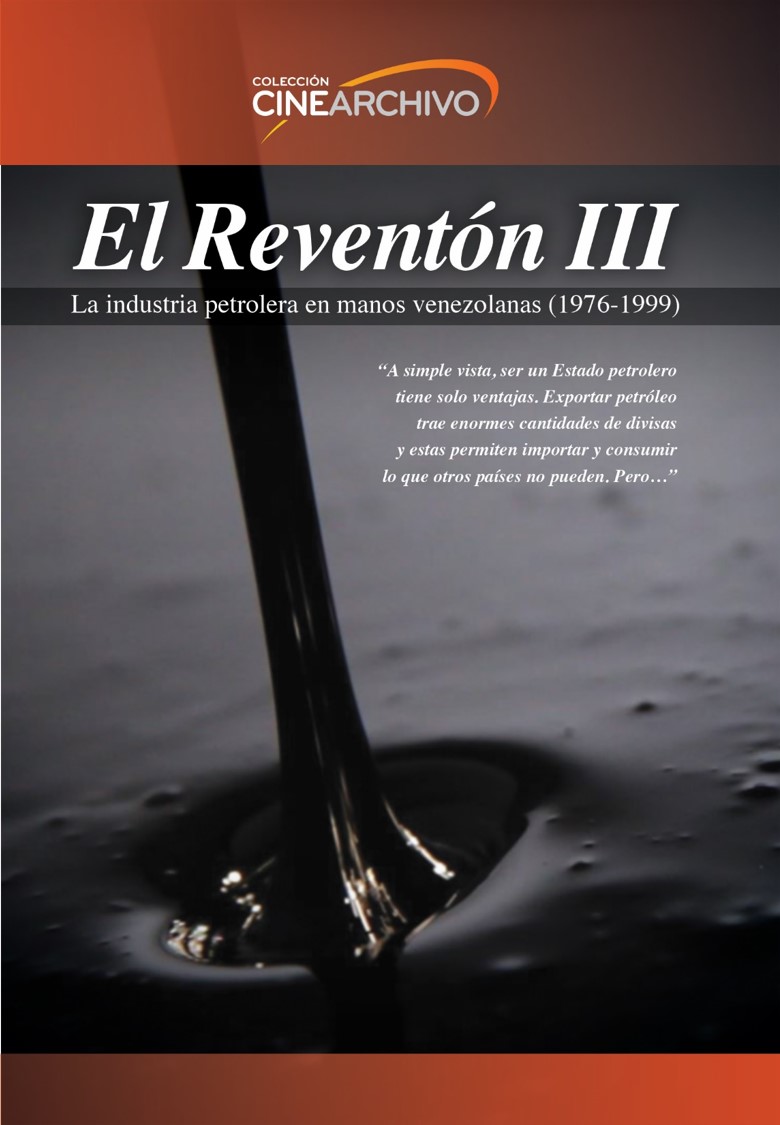 COLECCIÓN
CINEARCHIVO
El Reventón III
La industria petrolera en manos venezolanas (1976-1999)
“A simple vista, ser un Estado petrolero
tiene solo ventajas. Exportar petróleo
trae enormes cantidades de divisas
y estas permiten importar y consumir
lo que otros países no pueden. Pero…”